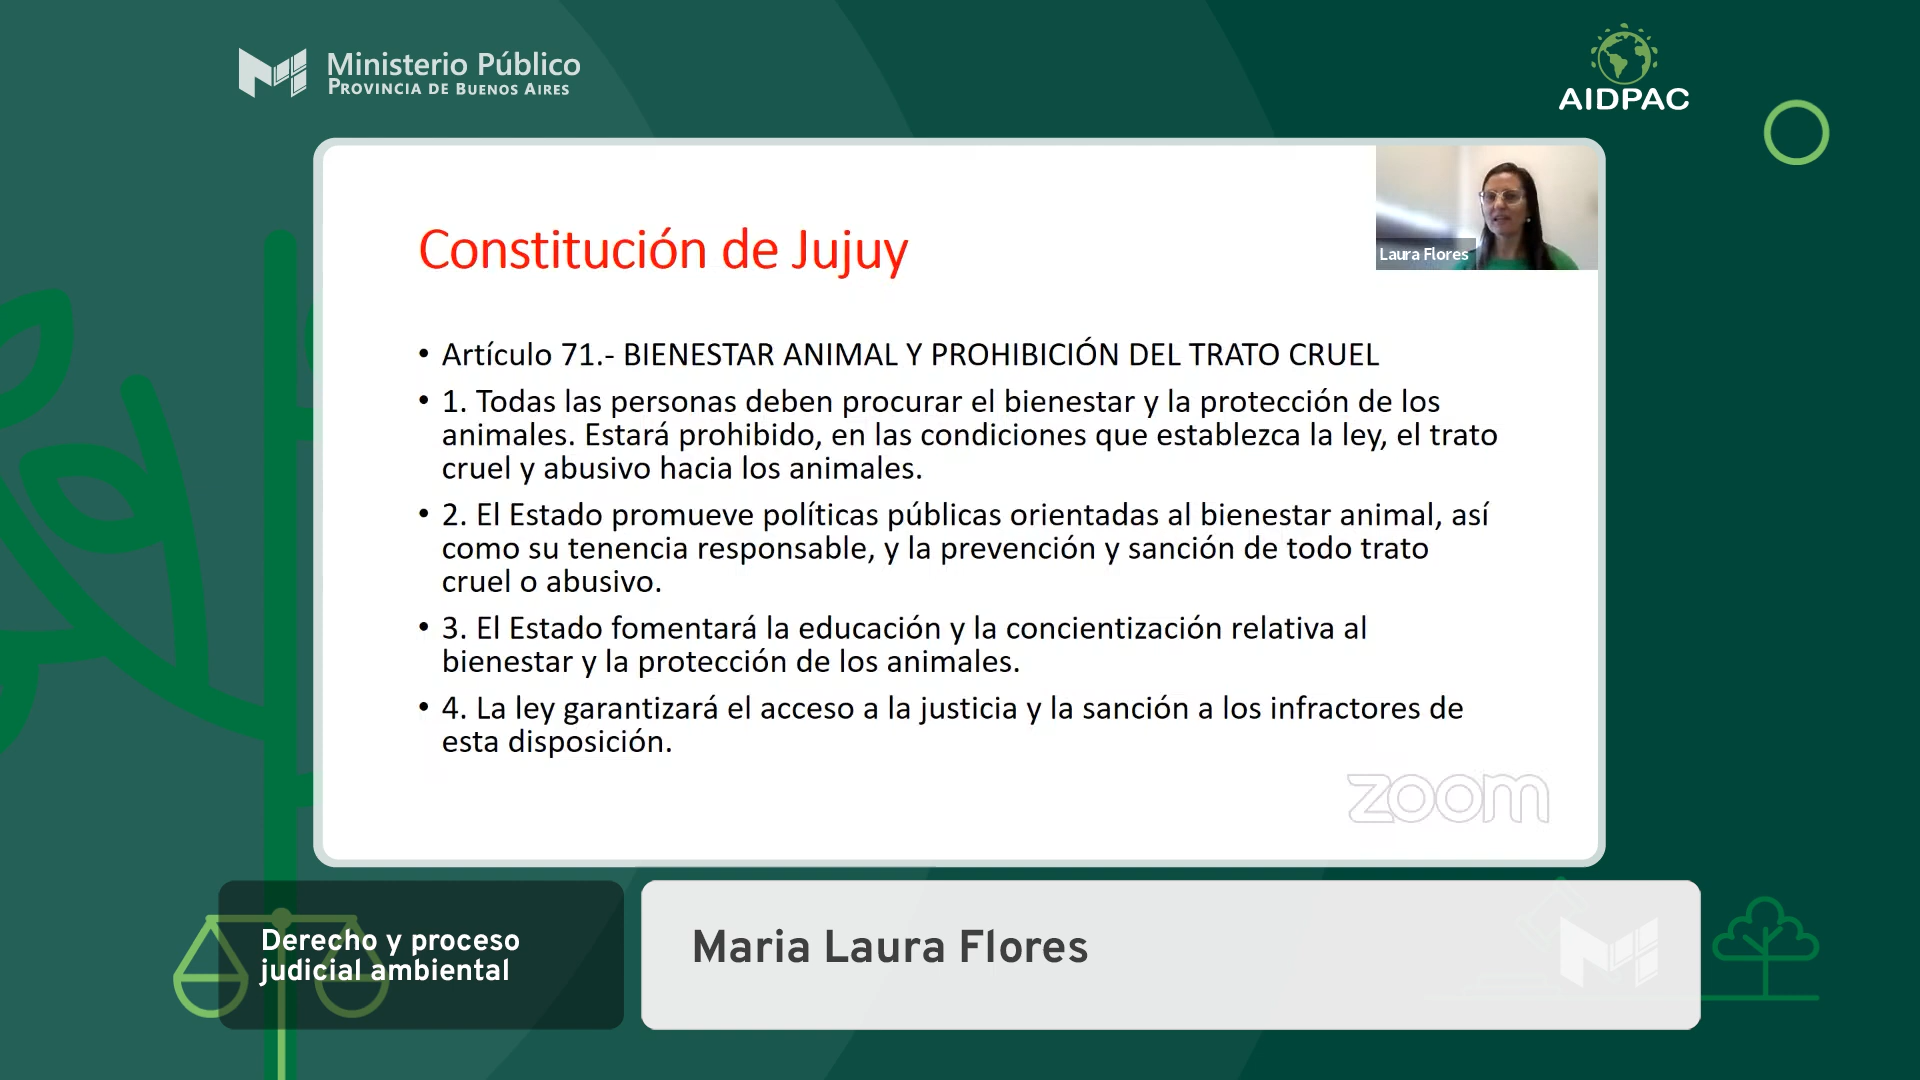 Ministerio Público
PROVINCIA DE BUENOS AIRES
AIDPAC
Laura Flores
Constitución de Jujuy
• Artículo 71.- BIENESTAR ANIMAL Y PROHIBICIÓN DEL TRATO CRUEL
• 1. Todas las personas deben procurar el bienestar y la protección de los
animales. Estará prohibido, en las condiciones que establezca la ley, el trato
cruel y abusivo hacia los animales.
• 2. El Estado promueve políticas públicas orientadas al bienestar animal, así
como su tenencia responsable, y la prevención y sanción de todo trato
cruel o abusivo.
• 3. El Estado fomentará la educación y la concientización relativa al
bienestar y la protección de los animales.
• 4. La ley garantizará el acceso a la justicia y la sanción a los infractores de
esta disposición.
zoom
Derecho y proceso
judicial ambiental
Maria Laura Flores